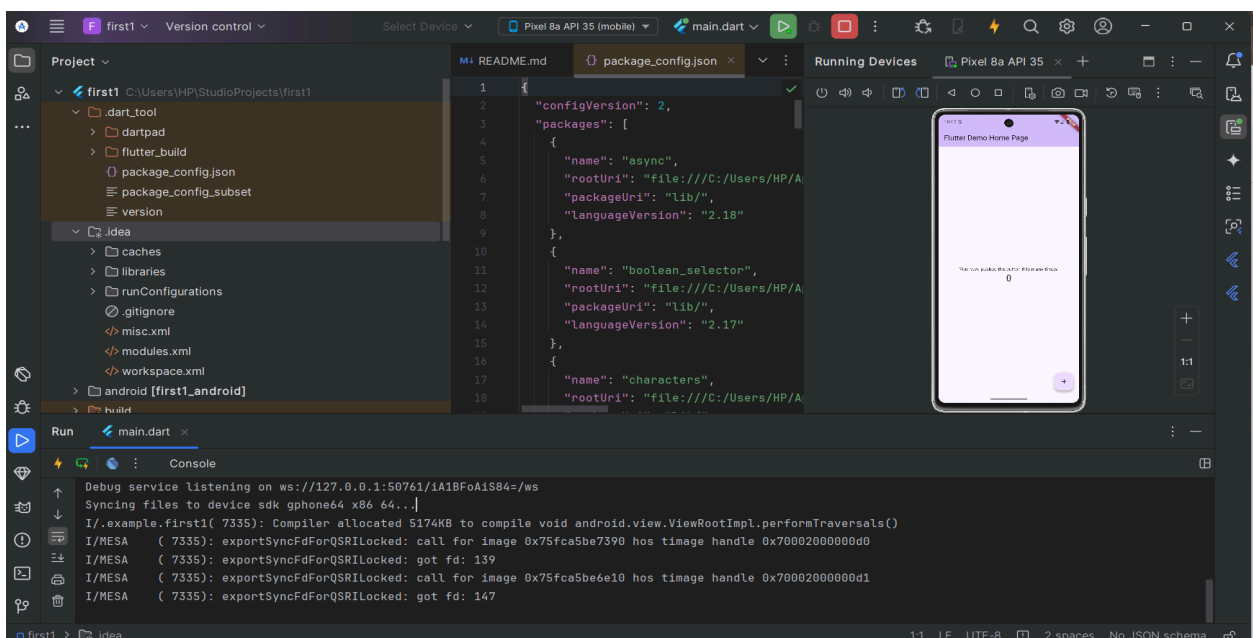 F first1 Version control Select Device Pixel 8a API 35 (mobile) main.dart
Project
first1 C:\Users\HP\StudioProjects\first1
.dart_tool
dartpad
flutter_build
package_config.json
package_config_subset
version
.idea
caches
libraries
runConfigurations
.gitignore
misc.xml
modules.xml
workspace.xml
android [first1_android]
build
README.md package_config.json
1 {
2 "configVersion": 2,
3 "packages": [
4 {
5 "name": "async",
6 "rootUri": "file:///C:/Users/HP/A
7 "packageUri": "lib/",
8 "languageVersion": "2.18"
9 },
10 {
11 "name": "boolean_selector",
12 "rootUri": "file:///C:/Users/HP/A
13 "packageUri": "lib/",
14 "languageVersion": "2.17"
15 },
16 {
17 "name": "characters",
18 "rootUri": "file:///C:/Users/HP/A
Running Devices Pixel 8a API 35
Flutter Demo Home Page
You have pushed the button this many times:
0
+
1:1
Run main.dart
Console
Debug service listening on ws://127.0.0.1:50761/iA1BFoAiS84=/ws
Syncing files to device sdk gphone64 x86 64...
I/.example.first1( 7335): Compiler allocated 5174KB to compile void android.view.ViewRootImpl.performTraversals()
I/MESA ( 7335): exportSyncFdForQSRILocked: call for image 0x75fca5be7390 hos timage handle 0x70002000000d0
I/MESA ( 7335): exportSyncFdForQSRILocked: got fd: 139
I/MESA ( 7335): exportSyncFdForQSRILocked: call for image 0x75fca5be6e10 hos timage handle 0x70002000000d1
I/MESA ( 7335): exportSyncFdForQSRILocked: got fd: 147
first1 > .idea 1:1 LF UTF-8 2 spaces No JSON schema